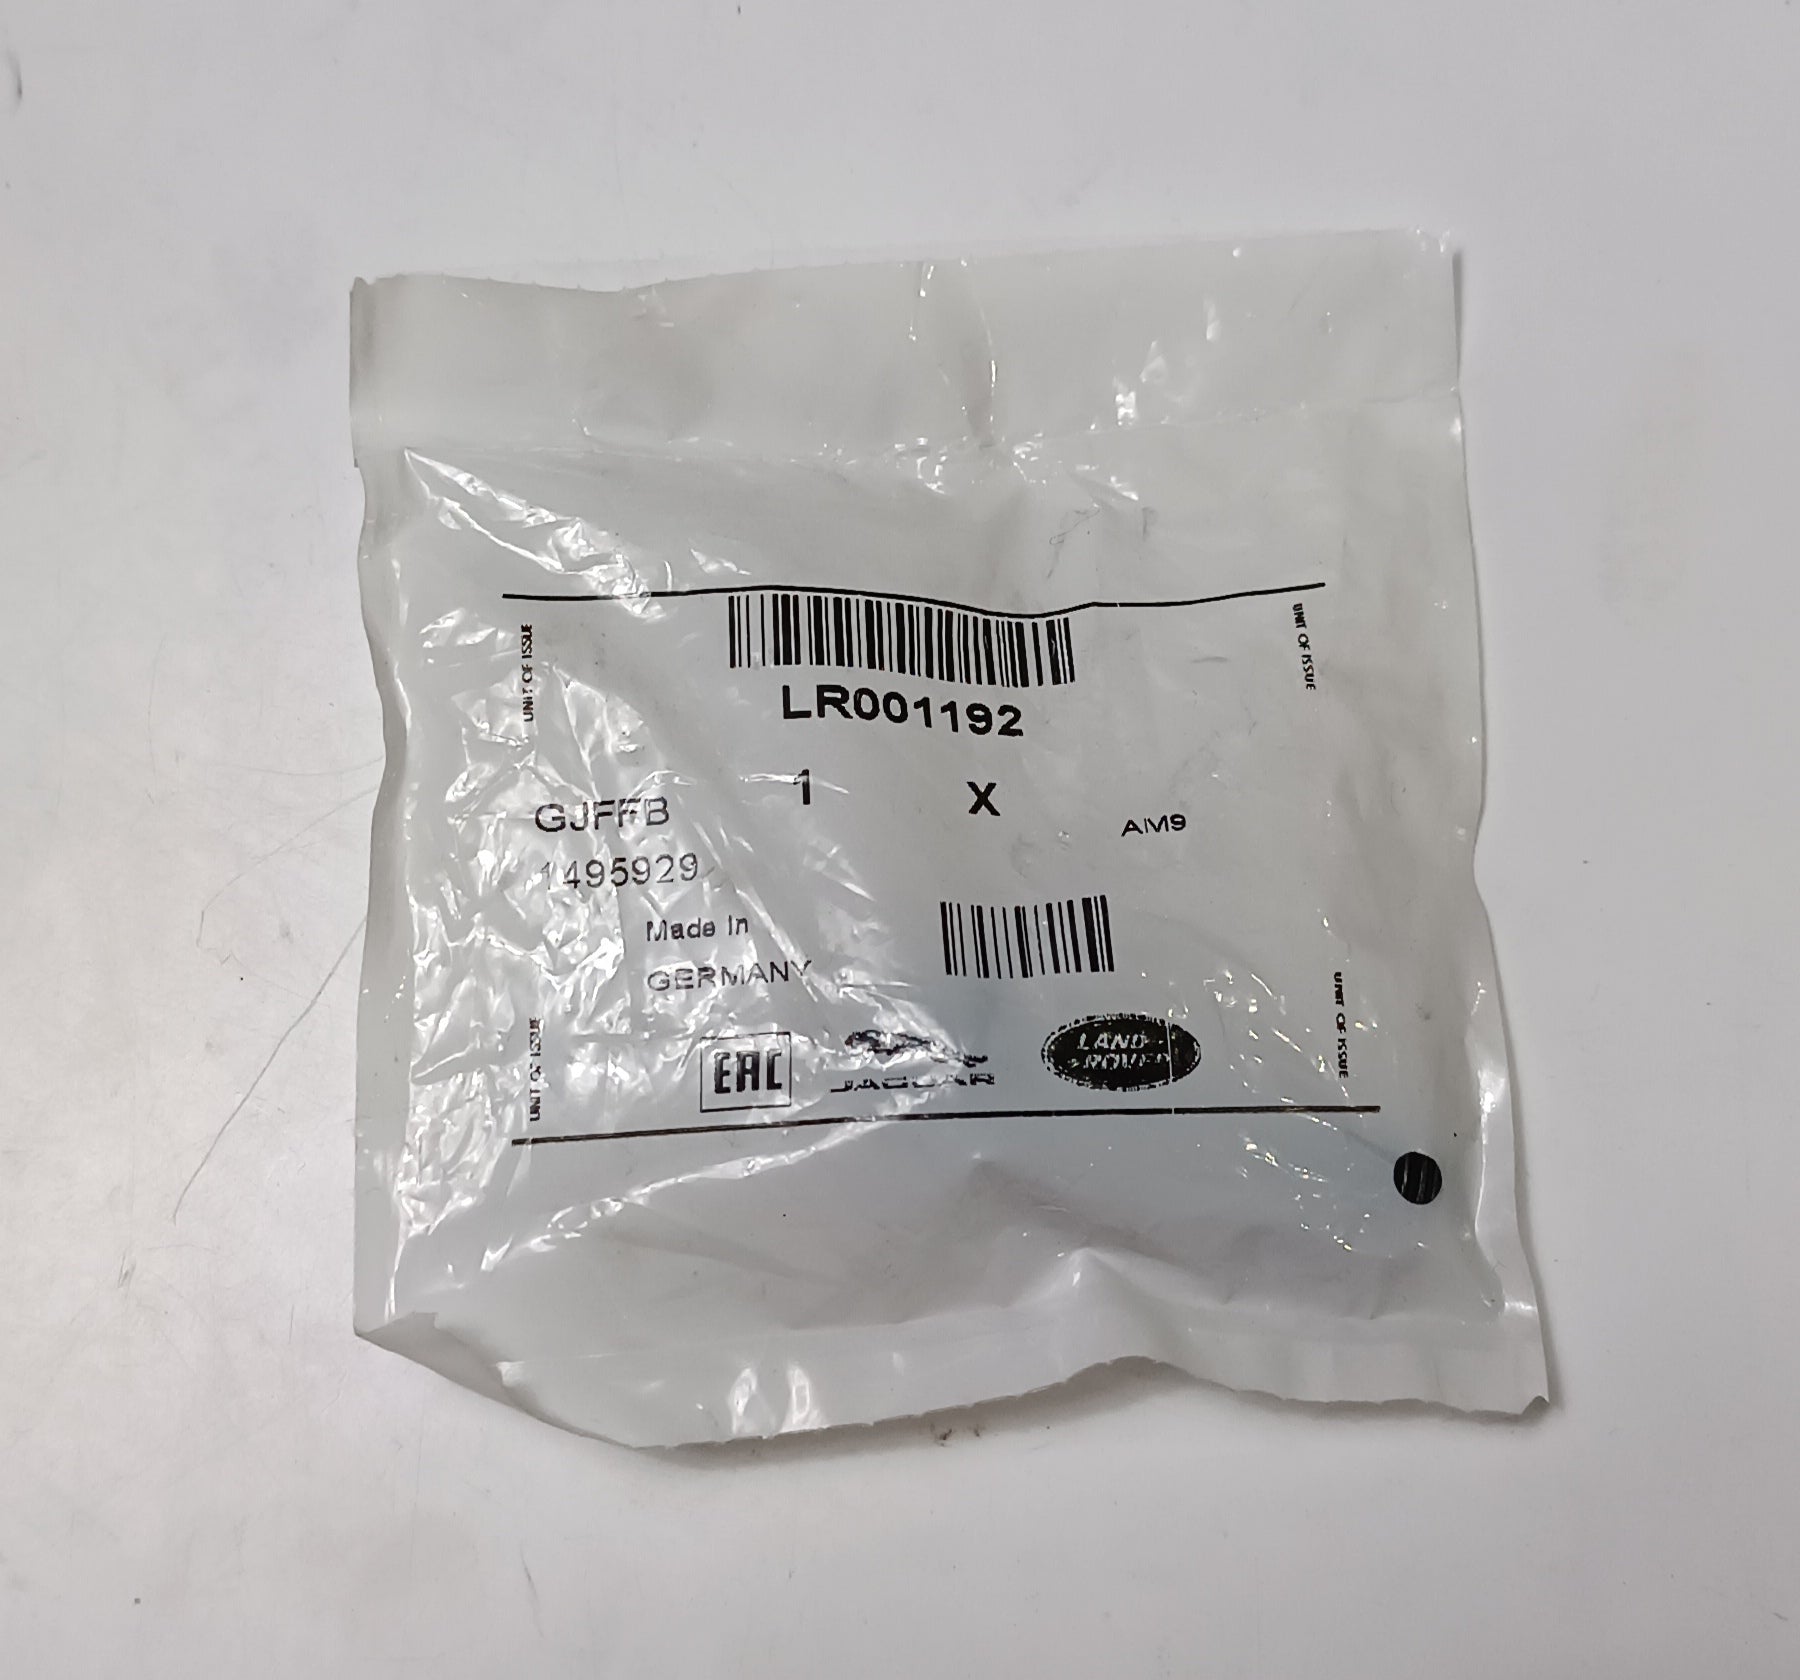 UNIT OF ISSUE
UNIT OF ISSUE
LR001192
1 X
GJFFB
AM9
1495929
Made In
GERMANY
UNIT OF ISSUE
UNIT OF ISSUE
EAC
JAGUAR
LAND-
ROVER